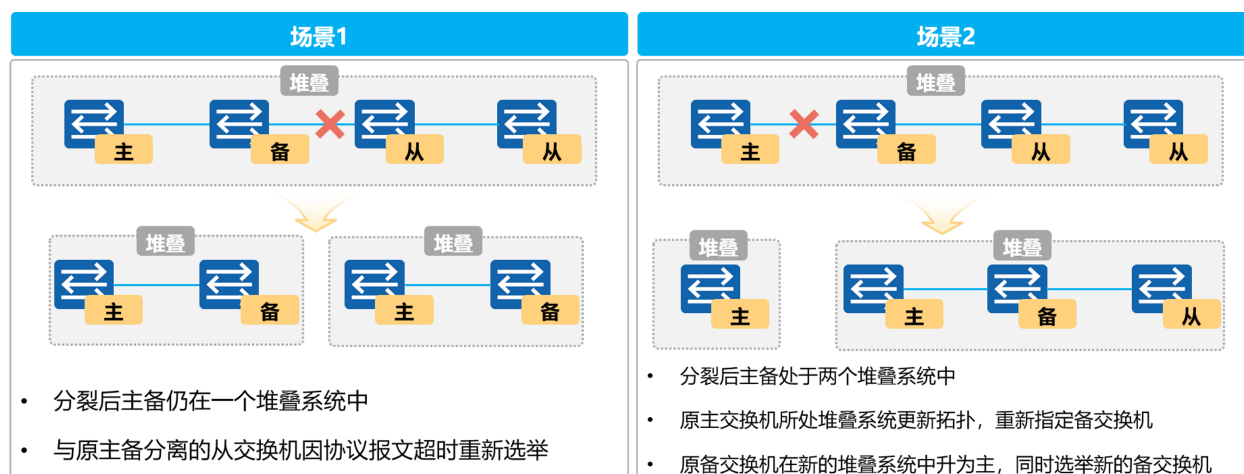 场景1
堆叠
主
备
从
从
堆叠
堆叠
主
备
主
备
• 分裂后主备仍在一个堆叠系统中
• 与原主备分离的从交换机因协议报文超时重新选举
场景2
堆叠
主
备
从
从
堆叠
堆叠
主
主
备
从
• 分裂后主备处于两个堆叠系统中
• 原主交换机所处堆叠系统更新拓扑，重新指定备交换机
• 原备交换机在新的堆叠系统中升为主，同时选举新的备交换机